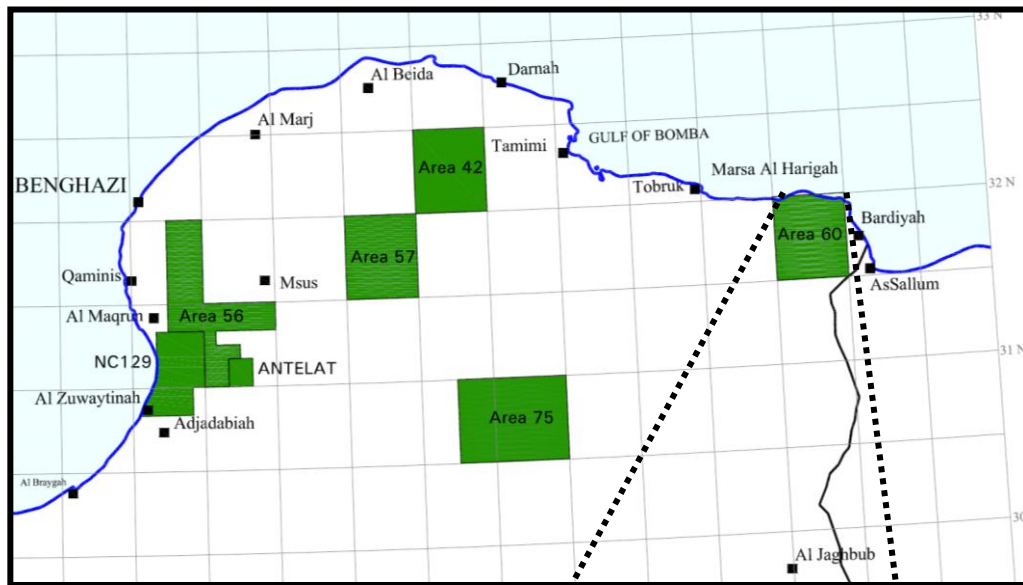 33 N
Al Beida
Darnah
Al Marj
Tamimi
GULF OF BOMBA
Area 42
Marsa Al Harigah
BENGHAZI
Tobruk
32 N
Bardiyah
Area 60
Area 57
Qaminis
Msus
AsSallum
Al Maqrun
Area 56
NC129
ANTELAT
31 N
Al Zuwaytinah
Adjadabiah
Area 75
Al Braygah
30
Al Jaghbub